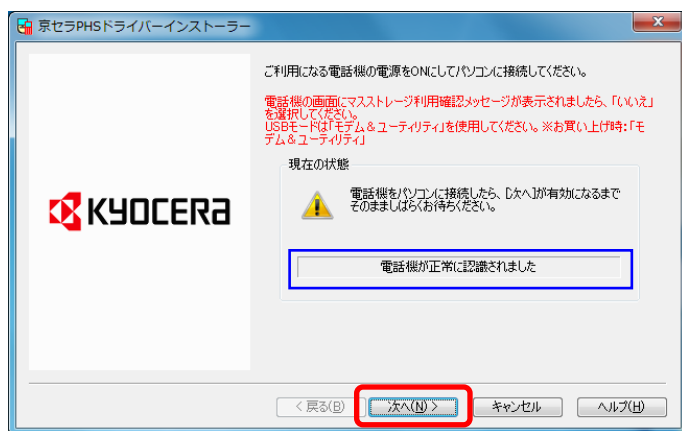 京セラPHSドライバーインストーラー
ご利用になる電話機の電源をONにしてパソコンに接続してください。
電話機の画面にマスストレージ利用確認メッセージが表示されましたら、「いいえ」
を選択してください。
USBモードは「モデム＆ユーティリティ」を使用してください。※お買い上げ時：「モ
デム＆ユーティリティ」
現在の状態
電話機をパソコンに接続したら、[次へ]が有効になるまで
そのまましばらくお待ちください。
KYOCERA
電話機が正常に認識されました
< 戻る(B)
次へ(N) >
キャンセル
ヘルプ(H)